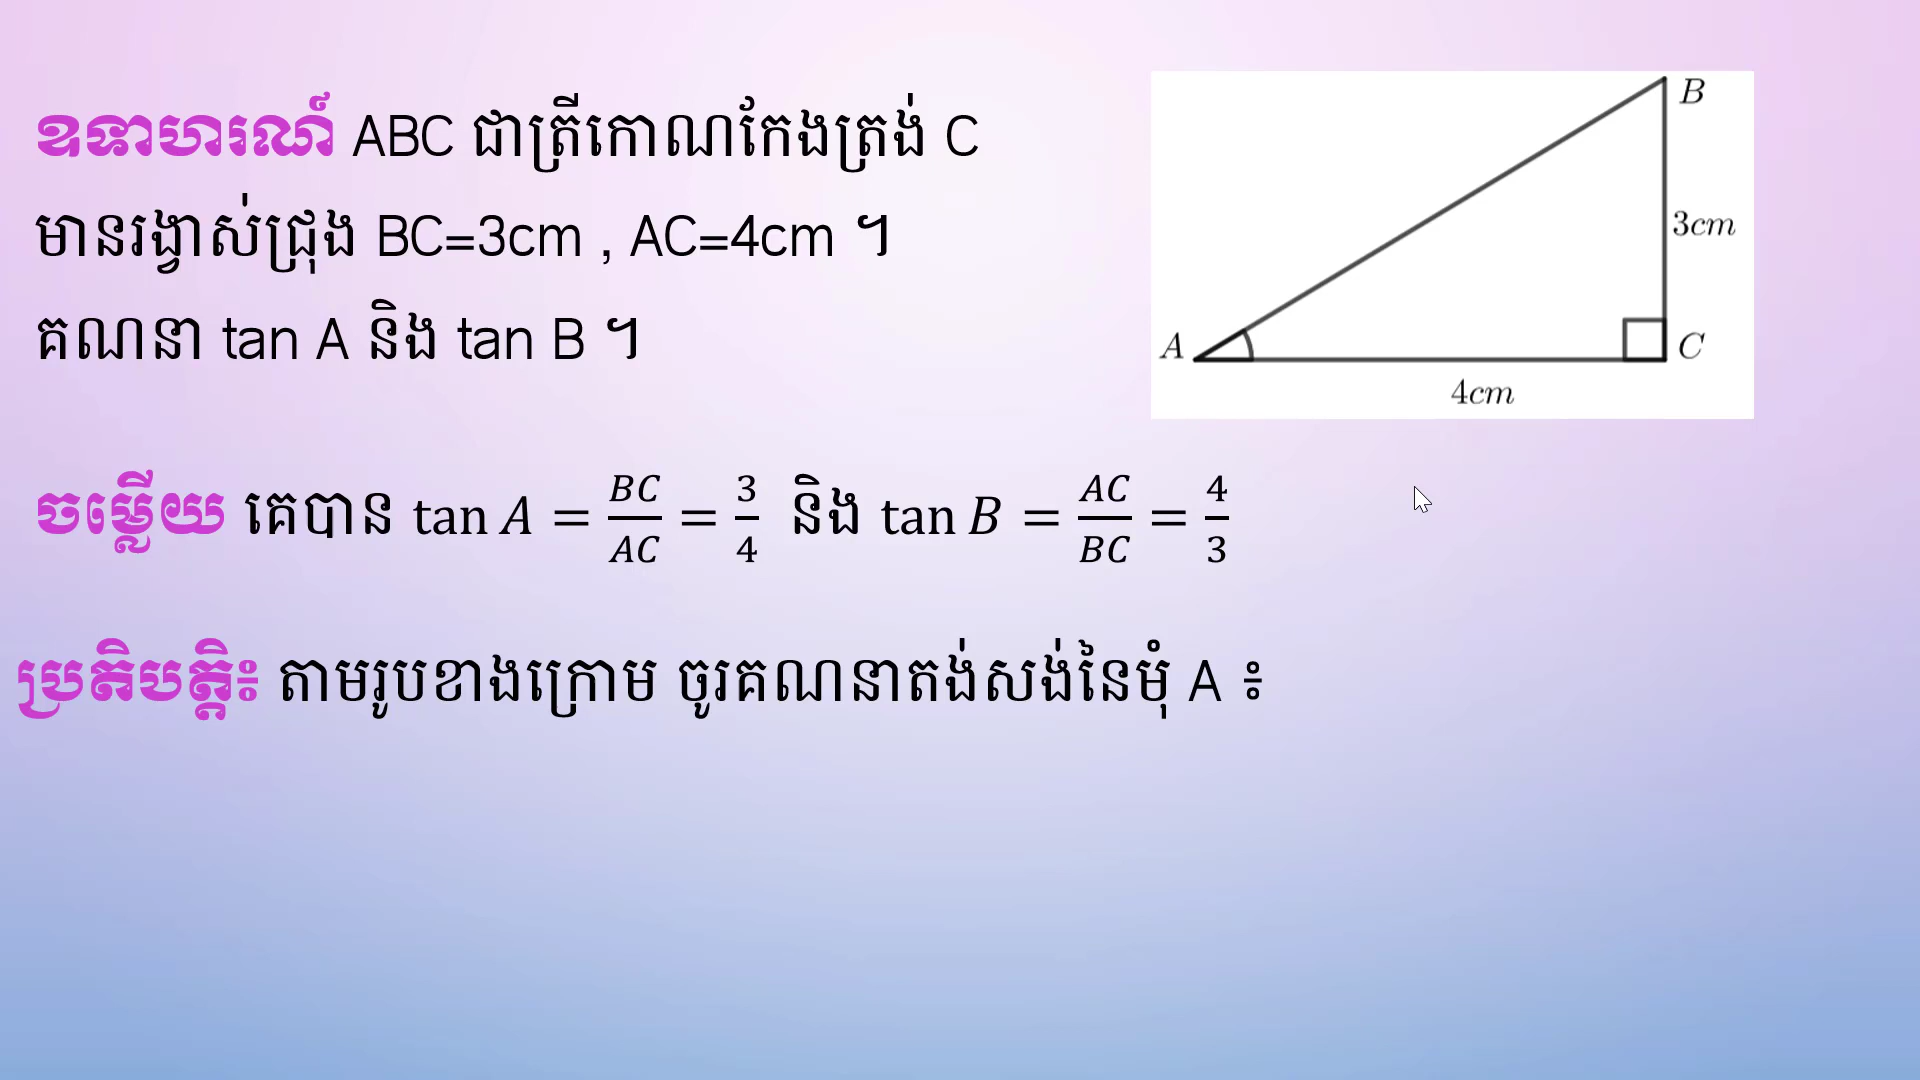 ឧទាហរណ៍ ABC ជាត្រីកោណកែងត្រង់ C
មានរង្វាស់ជ្រុង BC=3cm , AC=4cm ។
គណនា tan A និង tan B ។
B
3cm
A
C
4cm
ចម្លើយ គេបាន tan A = BC/AC = 3/4 និង tan B = AC/BC = 4/3
ប្រតិបត្តិ៖ តាមរូបខាងក្រោម ចូរគណនាតង់សង់នៃមុំ A ៖